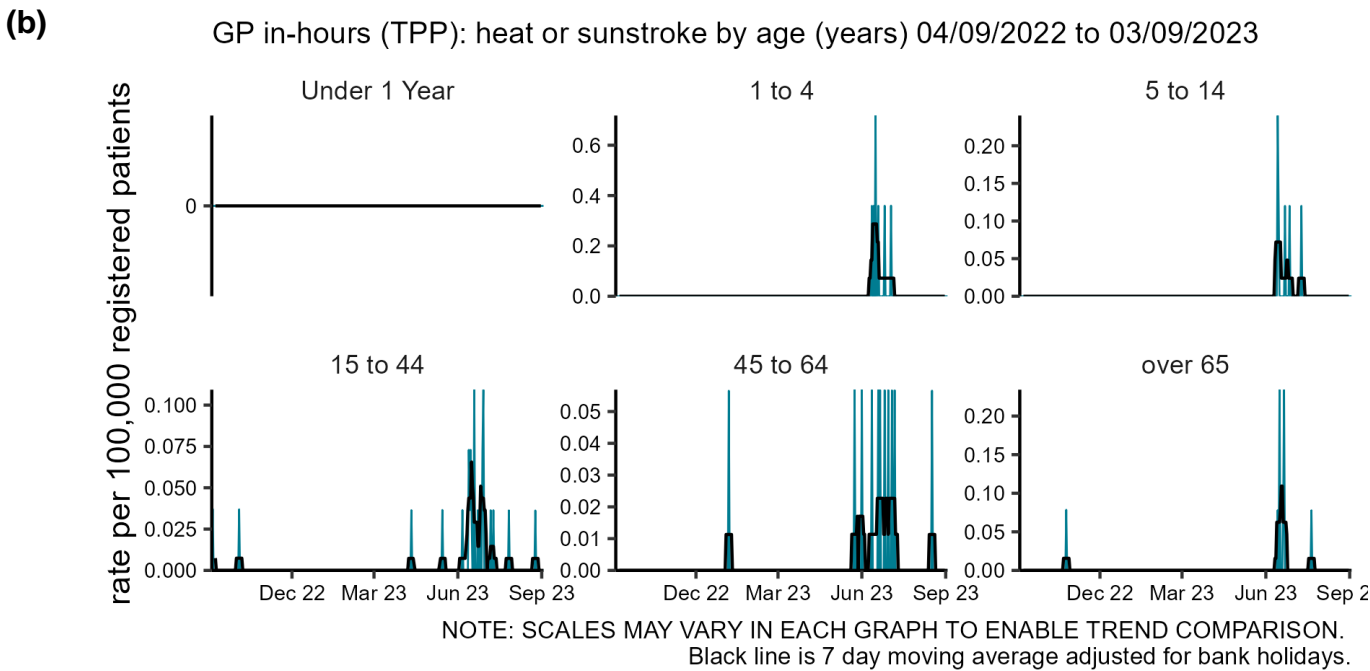 (b)
GP in-hours (TPP): heat or sunstroke by age (years) 04/09/2022 to 03/09/2023
rate per 100,000 registered patients
Under 1 Year
0
1 to 4
0.6
0.4
0.2
0.0
5 to 14
0.20
0.15
0.10
0.05
0.00
15 to 44
0.100
0.075
0.050
0.025
0.000
Dec 22 Mar 23 Jun 23 Sep 23
45 to 64
0.05
0.04
0.03
0.02
0.01
0.00
Dec 22 Mar 23 Jun 23 Sep 23
over 65
0.20
0.15
0.10
0.05
0.00
Dec 22 Mar 23 Jun 23 Sep 2
NOTE: SCALES MAY VARY IN EACH GRAPH TO ENABLE TREND COMPARISON.
Black line is 7 day moving average adjusted for bank holidays.